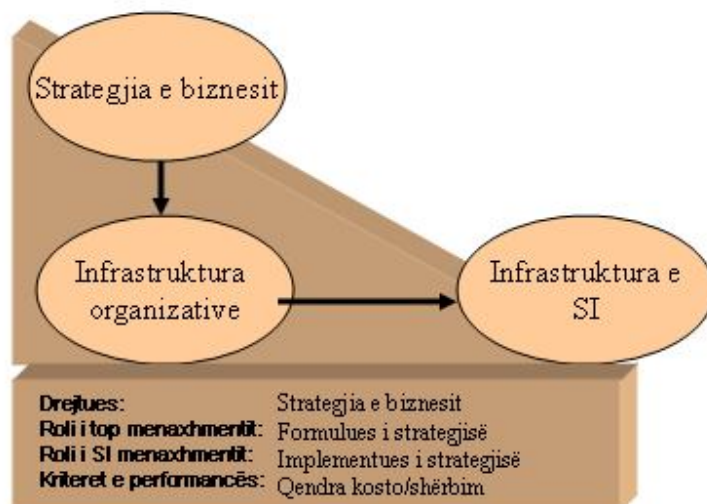 Strategjia e biznesit
Infrastruktura
organizative
Infrastruktura e
SI
Drejtues: Strategjia e biznesit
Roli i top menaxhmentit: Formulues i strategjisë
Roli i SI menaxhmentit: Implementues i strategjisë
Kriteret e performancës: Qendra kosto/shërbim